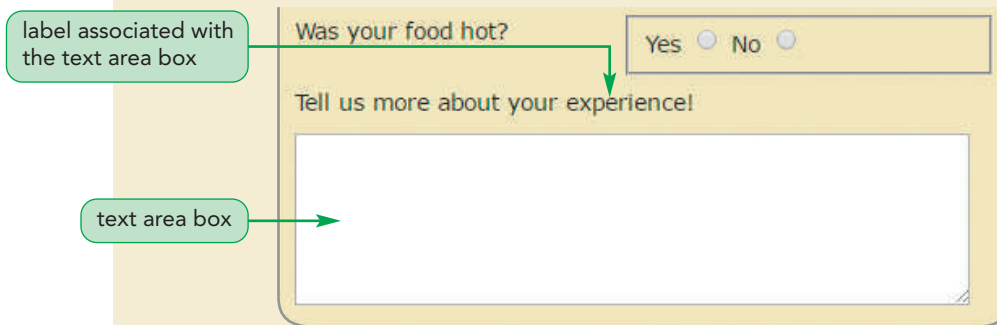 label associated with
the text area box
Was your food hot?
Yes No
Tell us more about your experience!
text area box